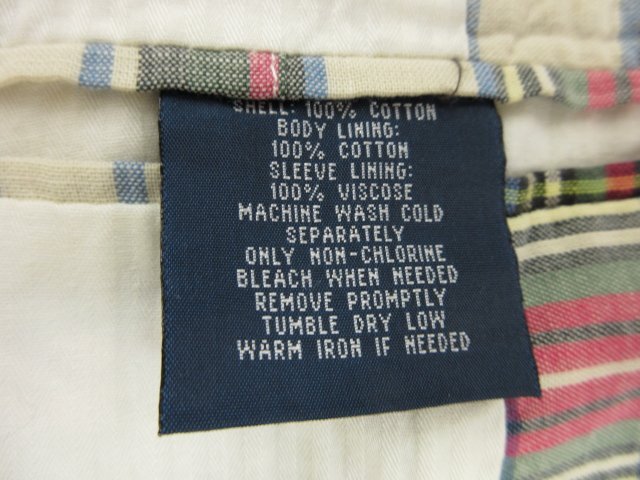 SHELL: 100% COTTON
BODY LINING:
100% COTTON
SLEEVE LINING:
100% VISCOSE
MACHINE WASH COLD
SEPARATELY
ONLY NON-CHLORINE
BLEACH WHEN NEEDED
REMOVE PROMPTLY
TUMBLE DRY LOW
WARM IRON IF NEEDED